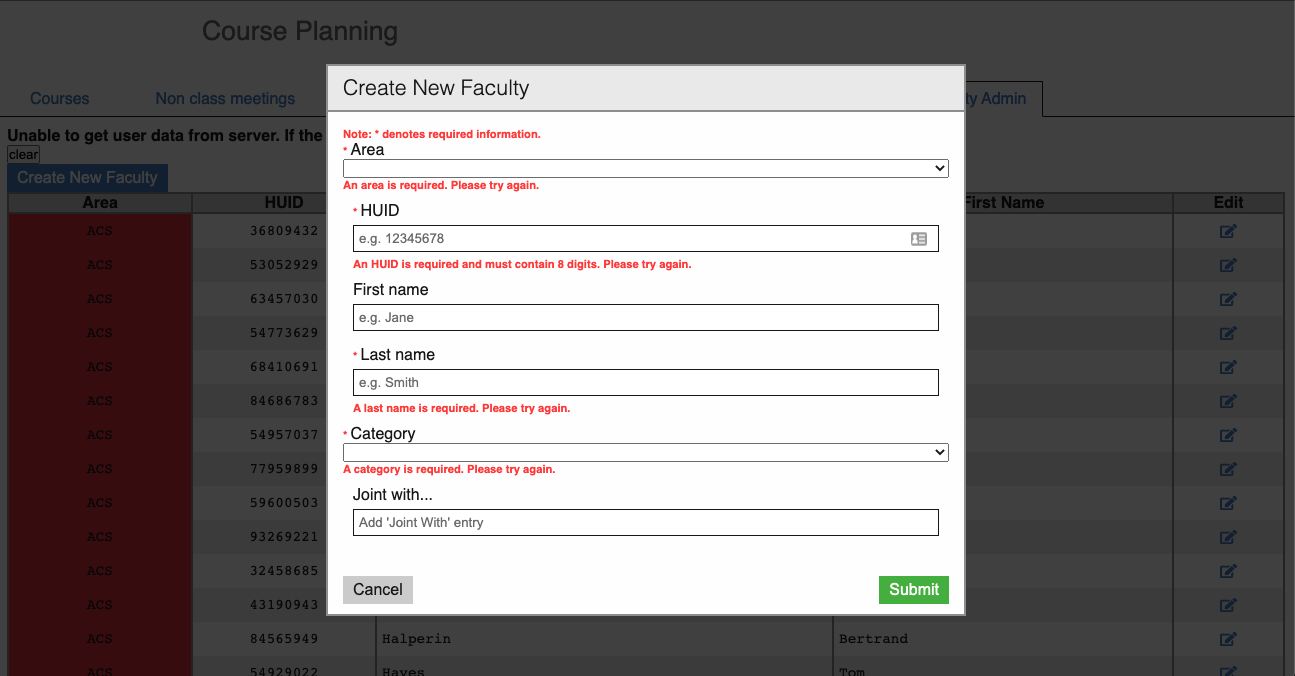 Course Planning
Courses
Non class meetings
ty Admin
Unable to get user data from server. If the
clear
Create New Faculty
Area HUID First Name Edit
ACS 36809432
ACS 53052929
ACS 63457030
ACS 54773629
ACS 68410691
ACS 84686783
ACS 54957037
ACS 77959899
ACS 59600503
ACS 93269221
ACS 32458685
ACS 43190943
ACS 84565949 Halperin Bertrand
ACS 54929022 Hayes Tom
Create New Faculty
Note: * denotes required information.
* Area
An area is required. Please try again.
* HUID
e.g. 12345678
An HUID is required and must contain 8 digits. Please try again.
First name
e.g. Jane
* Last name
e.g. Smith
A last name is required. Please try again.
* Category
A category is required. Please try again.
Joint with...
Add 'Joint With' entry
Cancel
Submit